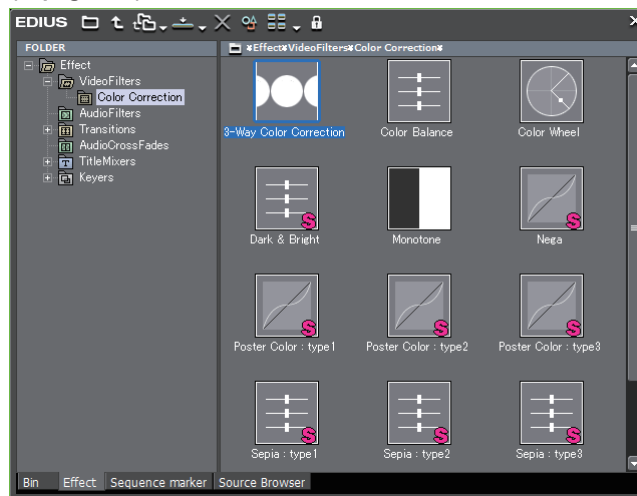 EDIUS
FOLDER
¥Effect¥VideoFilters¥Color Correction¥
Effect
VideoFilters
Color Correction
AudioFilters
Transitions
AudioCrossFades
TitleMixers
Keyers
3-Way Color Correction
Color Balance
Color Wheel
S
Dark & Bright
Monotone
S
Nega
S
Poster Color : type1
S
Poster Color : type2
S
Poster Color : type3
S
Sepia : type1
S
Sepia : type2
S
Sepia : type3
Bin Effect Sequence marker Source Browser